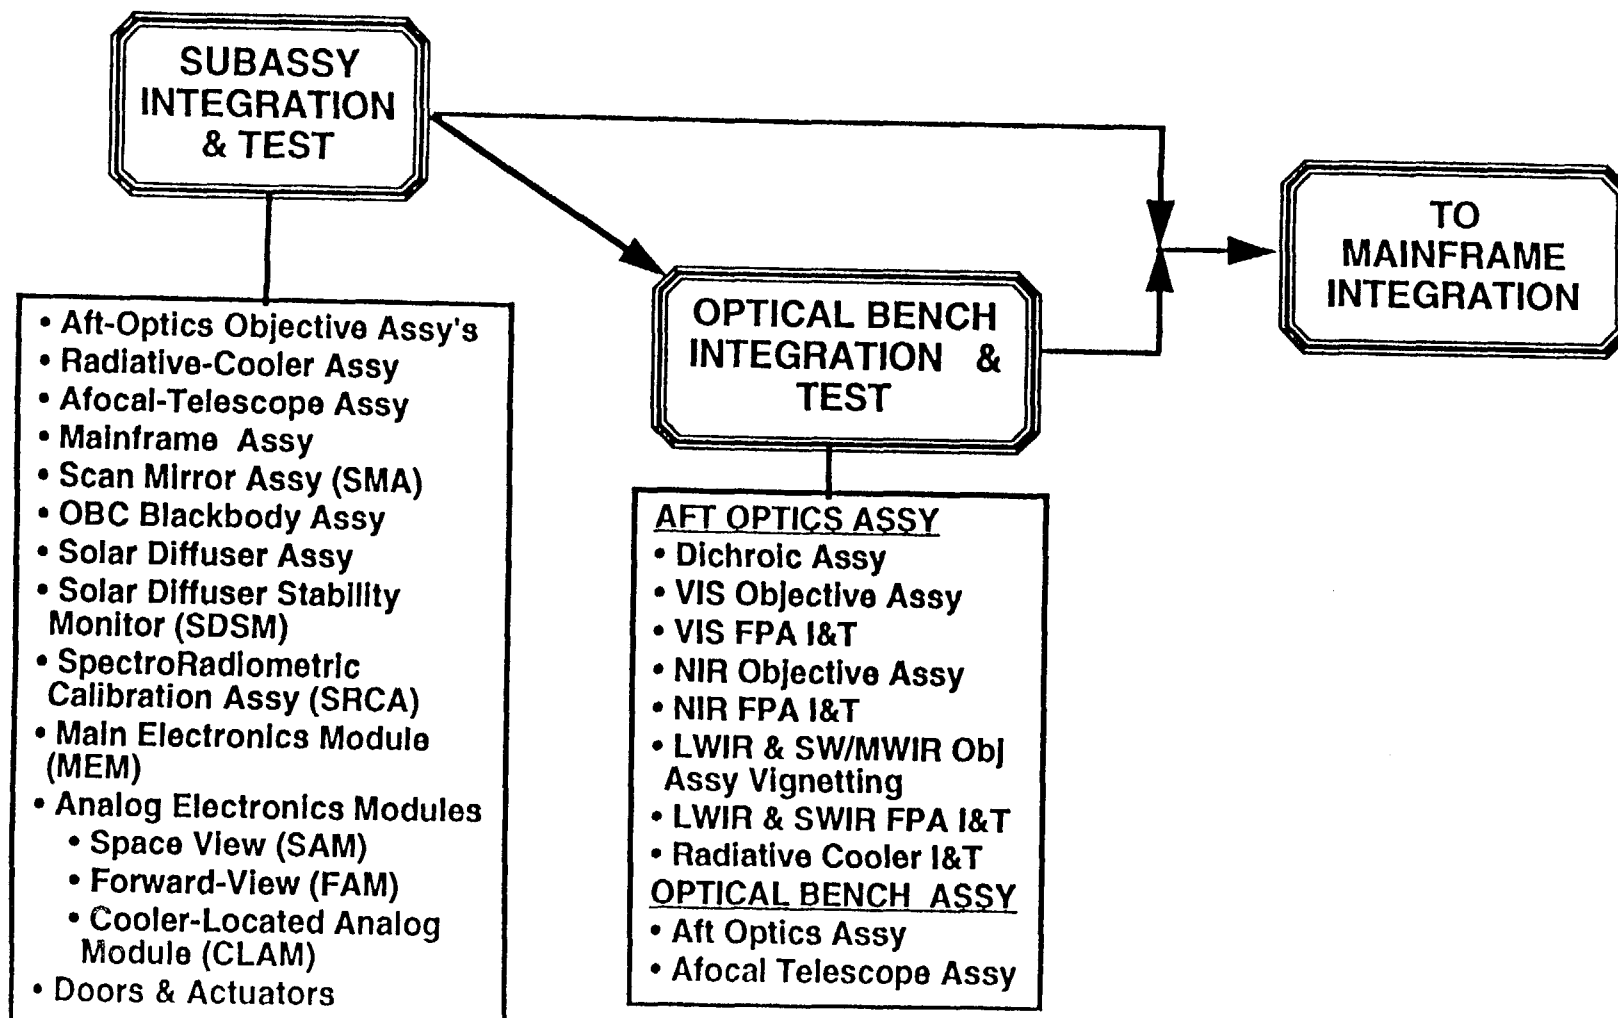 SUBASSY
INTEGRATION
& TEST
TO
MAINFRAME
INTEGRATION
OPTICAL BENCH
INTEGRATION &
TEST
• Aft-Optics Objective Assy's
• Radiative-Cooler Assy
• Afocal-Telescope Assy
• Mainframe Assy
• Scan Mirror Assy (SMA)
• OBC Blackbody Assy
• Solar Diffuser Assy
• Solar Diffuser Stability
Monitor (SDSM)
• SpectroRadiometric
Calibration Assy (SRCA)
• Main Electronics Module
(MEM)
• Analog Electronics Modules
• Space View (SAM)
• Forward-View (FAM)
• Cooler-Located Analog
Module (CLAM)
• Doors & Actuators
AFT OPTICS ASSY
• Dichroic Assy
• VIS Objective Assy
• VIS FPA I&T
• NIR Objective Assy
• NIR FPA I&T
• LWIR & SW/MWIR Obj
Assy Vignetting
• LWIR & SWIR FPA I&T
• Radiative Cooler I&T
OPTICAL BENCH ASSY
• Aft Optics Assy
• Afocal Telescope Assy